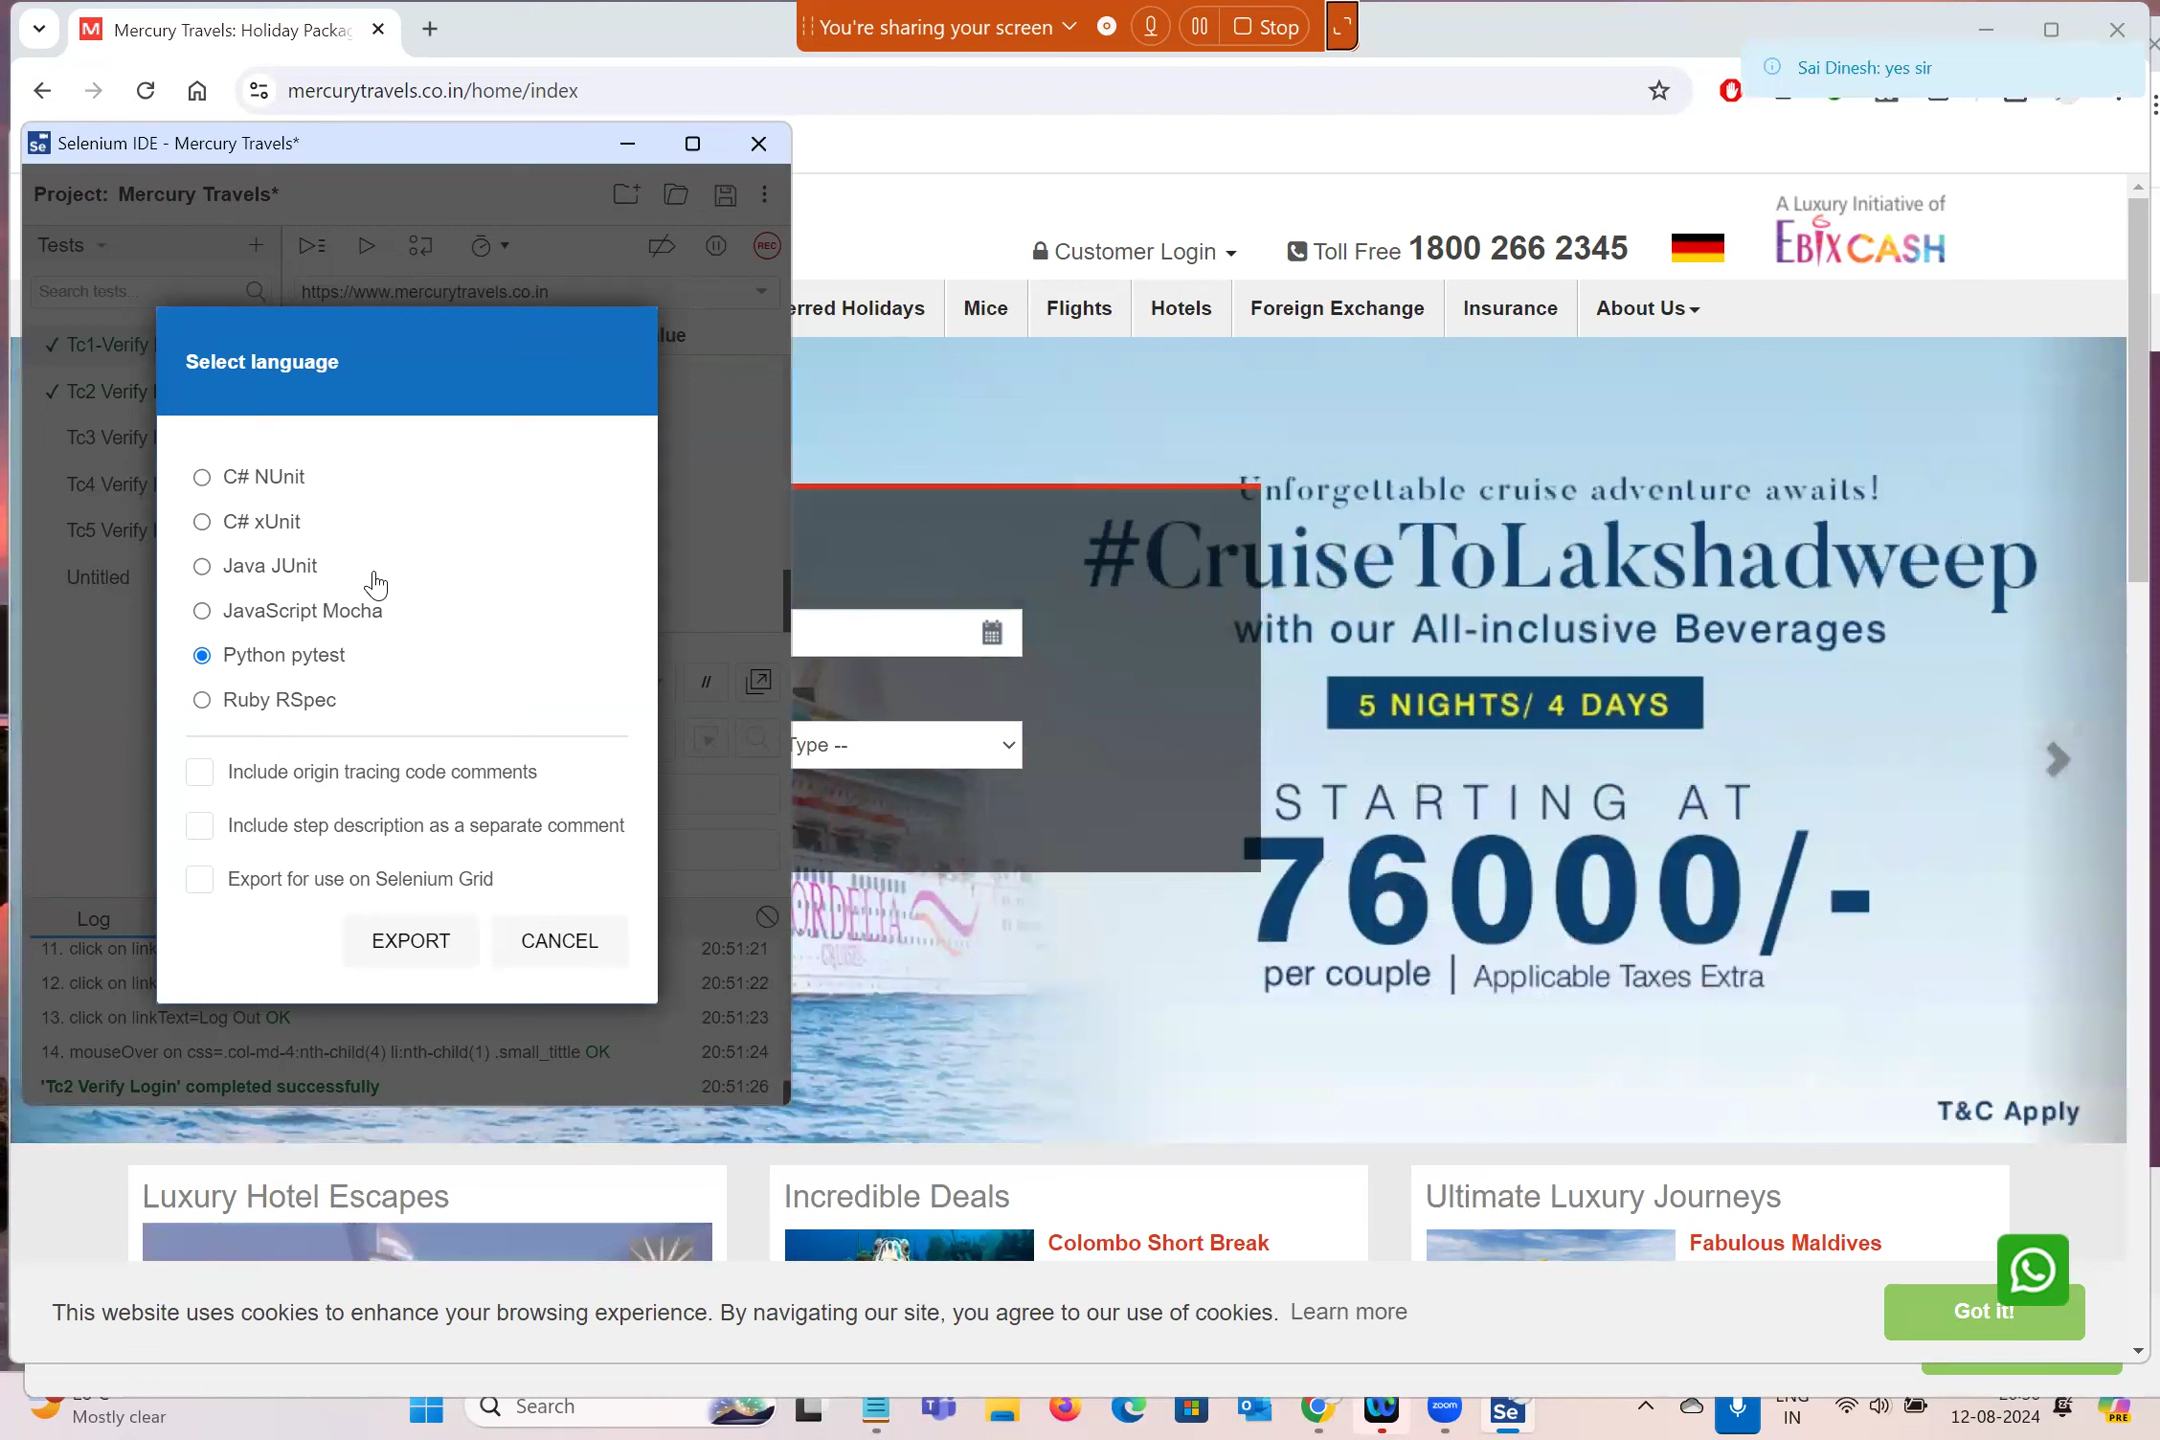 Mercury Travels: Holiday Packag
You're sharing your screen
Stop
mercurytravels.co.in/home/index
Sai Dinesh: yes sir
Se
Selenium IDE - Mercury Travels*
Project: Mercury Travels*
Tests
REC
Search tests...
https://www.mercurytravels.co.in
lue
Tc1-Verify
Tc2 Verify
Tc3 Verify
Tc4 Verify
Tc5 Verify
Untitled
Select language
C# NUnit
C# xUnit
Java JUnit
JavaScript Mocha
Python pytest
Ruby RSpec
Include origin tracing code comments
Include step description as a separate comment
Export for use on Selenium Grid
EXPORT
CANCEL
//
Log
11. click on link
20:51:21
12. click on link
20:51:22
13. click on linkText=Log Out OK
20:51:23
14. mouseOver on css=.col-md-4:nth-child(4) li:nth-child(1) .small_tittle OK
20:51:24
'Tc2 Verify Login' completed successfully
20:51:26
A Luxury Initiative of
EBIXCASH
Customer Login
Toll Free 1800 266 2345
erred Holidays
Mice
Flights
Hotels
Foreign Exchange
Insurance
About Us
Type --
Unforgettable cruise adventure awaits!
#CruiseToLakshadweep
with our All-inclusive Beverages
5 NIGHTS/ 4 DAYS
STARTING AT
76000/-
per couple | Applicable Taxes Extra
T&C Apply
ORDELIA
CRUISES
Luxury Hotel Escapes
Incredible Deals
Colombo Short Break
Ultimate Luxury Journeys
Fabulous Maldives
This website uses cookies to enhance your browsing experience. By navigating our site, you agree to our use of cookies. Learn more
Got it!
Mostly clear
Search
zoom
Se
ENG
IN
12-08-2024
PRE